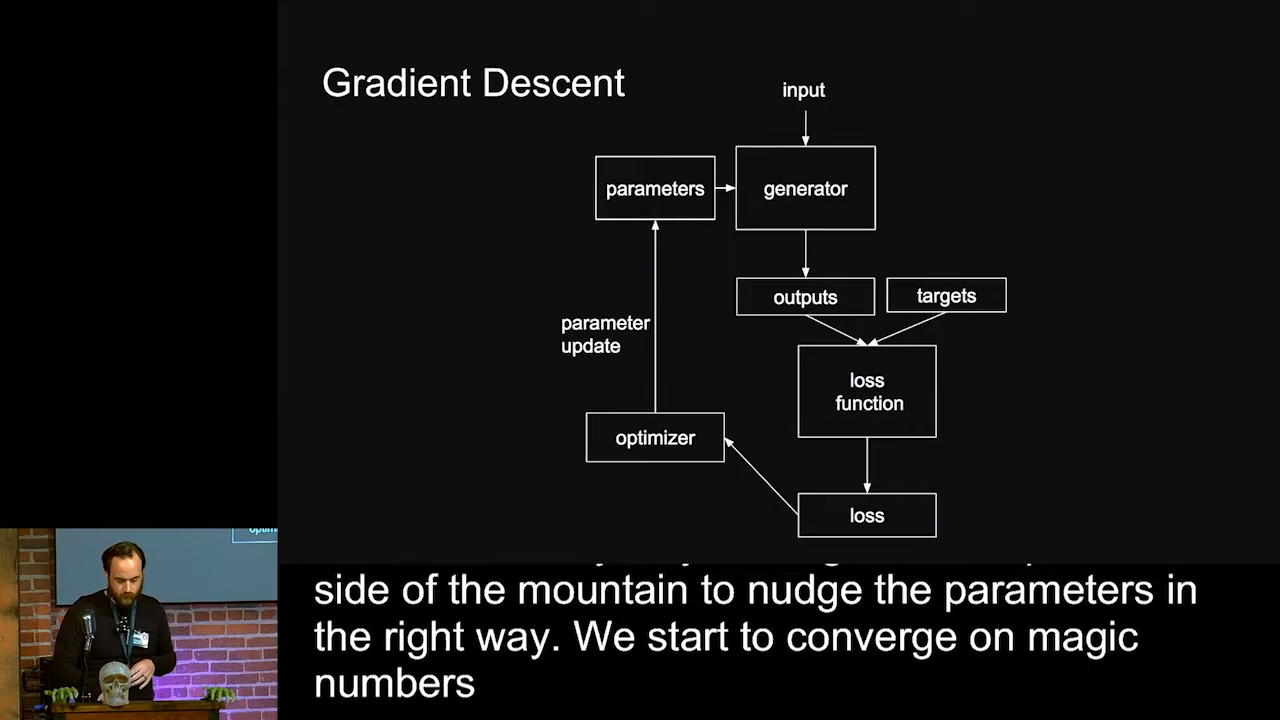 Gradient Descent
input
parameters
generator
outputs
targets
parameter
update
loss
function
optimizer
loss
side of the mountain to nudge the parameters in
the right way. We start to converge on magic
numbers